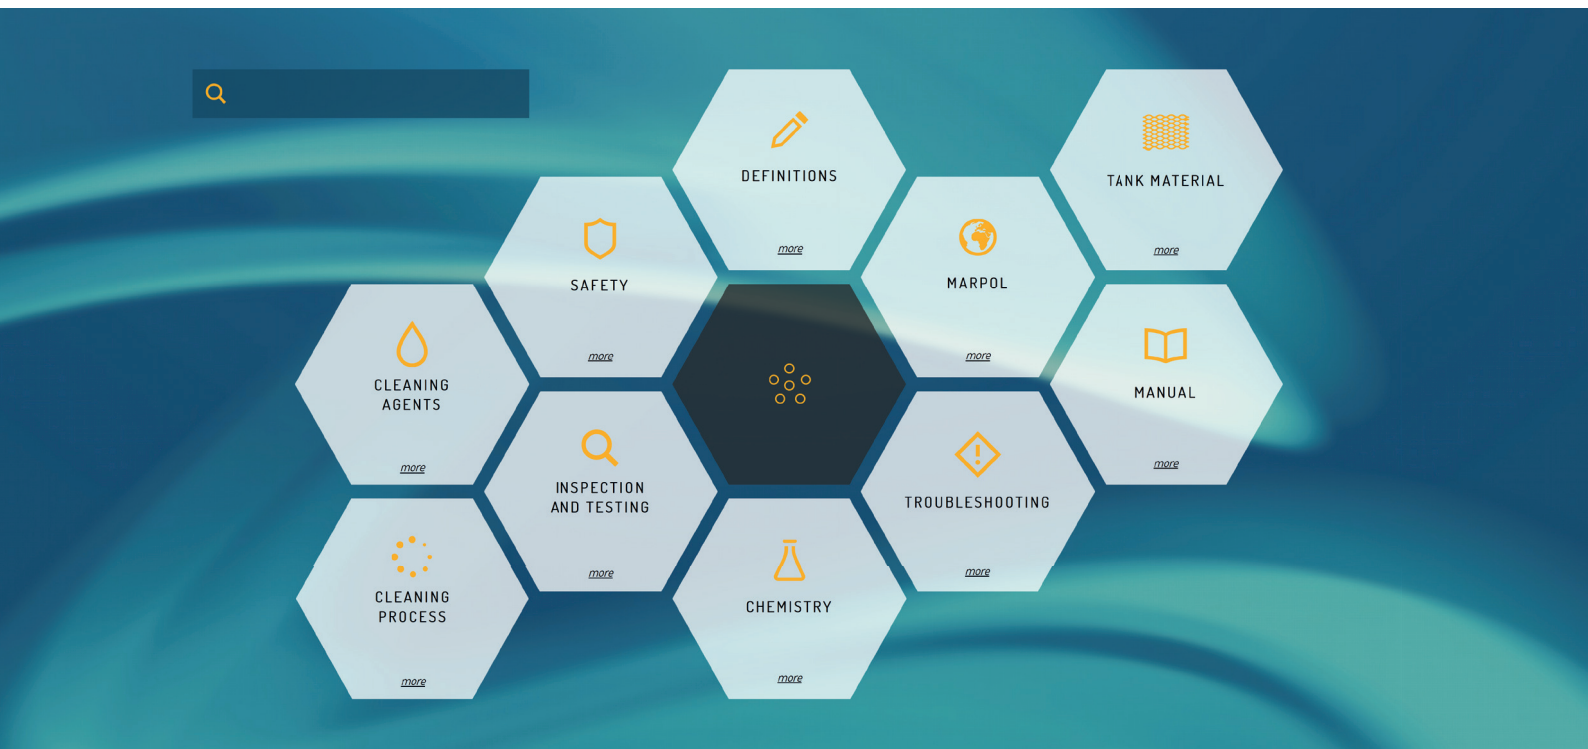 DEFINITIONS
more
TANK MATERIAL
more
SAFETY
more
MARPOL
more
CLEANING
AGENTS
more
MANUAL
more
INSPECTION
AND TESTING
more
TROUBLESHOOTING
more
CLEANING
PROCESS
more
CHEMISTRY
more